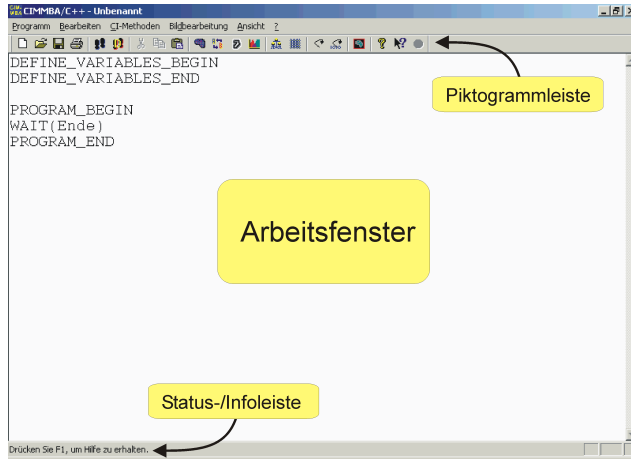 CIMMBA/C++ - Unbenannt
Programm Bearbeiten CI-Methoden Bildbearbeitung Ansicht ?
DEFINE_VARIABLES_BEGIN
DEFINE_VARIABLES_END
Piktogrammleiste
PROGRAM_BEGIN
WAIT(Ende)
PROGRAM_END
Arbeitsfenster
Status-/Infoleiste
Drücken Sie F1, um Hilfe zu erhalten.